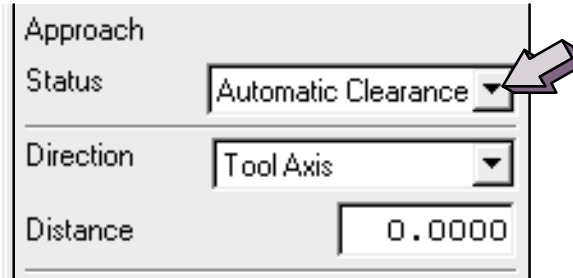 Approach
Status Automatic Clearance
Direction Tool Axis
Distance 0.0000